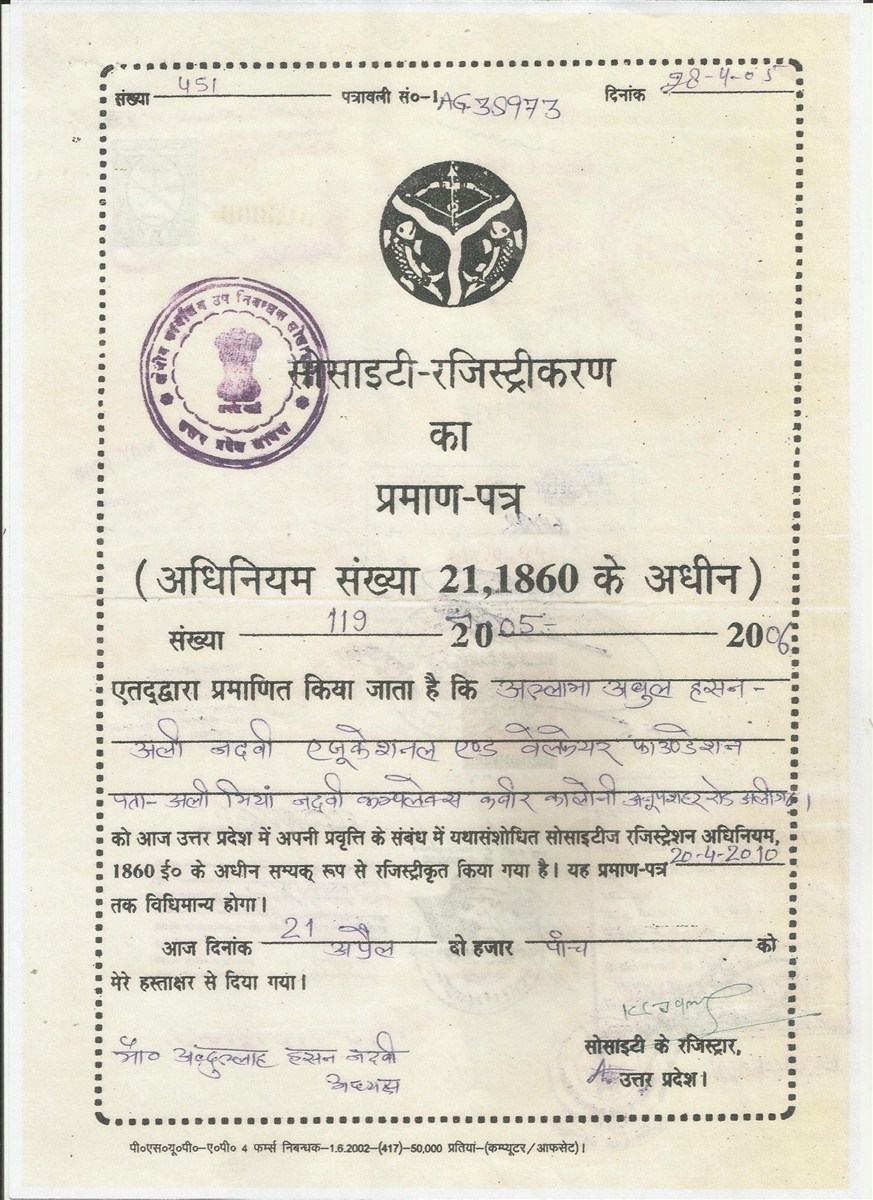 संख्या 451 पत्रावली सं०-1AG35973 दिनांक 28-4-05
सोसाइटी-रजिस्ट्रीकरण
का
प्रमाण-पत्र
(अधिनियम संख्या 21,1860 के अधीन)
संख्या 119 2005- 2006
एतद्द्वारा प्रमाणित किया जाता है कि अल्लामा अबुल हसन-
अली नदवी एजूकेशनल एण्ड वेलफेयर फाउण्डेशन
पता- अली मियां नदवी कम्पलेक्स कबीर कालोनी अनूपशहर रोड अलीगढ़।
को आज उत्तर प्रदेश में अपनी प्रवृत्ति के संबंध में यथासंशोधित सोसाइटीज रजिस्ट्रेशन अधिनियम,
1860 ई० के अधीन सम्यक् रूप से रजिस्ट्रीकृत किया गया है। यह प्रमाण-पत्र 20-4-2010
तक विधिमान्य होगा।
आज दिनांक 21 अप्रैल दो हजार पाँच को
मेरे हस्ताक्षर से दिया गया।
मौ० अब्दुल्लाह हसन नदवी
अध्यक्ष
सोसाइटी के रजिस्ट्रार,
उत्तर प्रदेश।
पी०एस०यू०पी०-ए०पी० 4 फर्म्स निबन्धक-1.6.2002-(417)-50,000 प्रतियां-(कम्प्यूटर/आफसेट)।